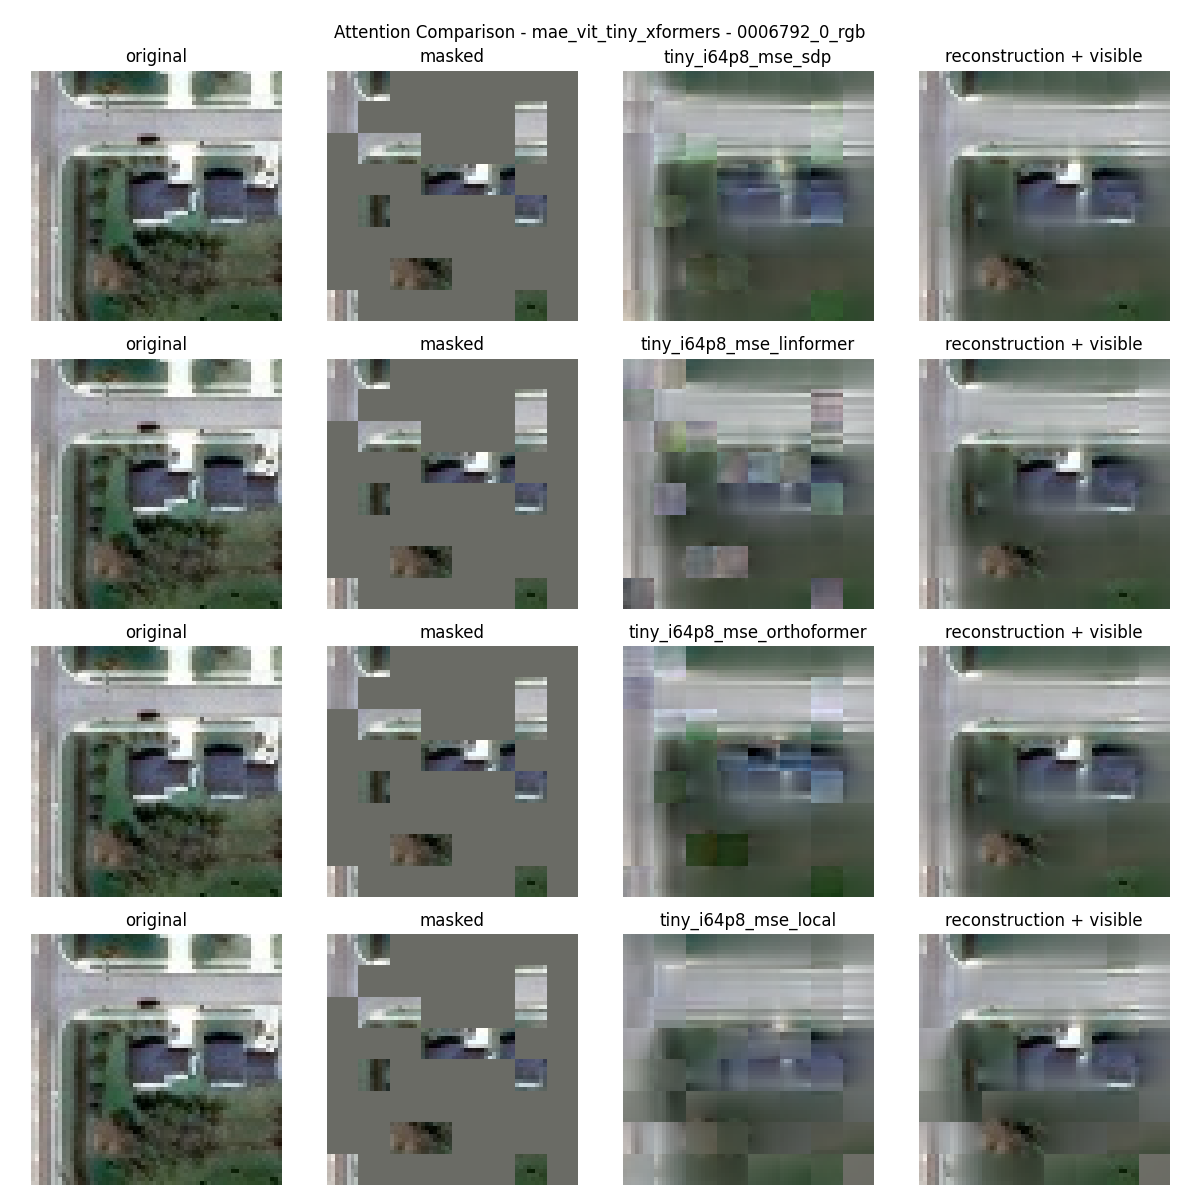 Attention Comparison - mae_vit_tiny_xformers - 0006792_0_rgb
original masked tiny_i64p8_mse_sdp reconstruction + visible
original masked tiny_i64p8_mse_linformer reconstruction + visible
original masked tiny_i64p8_mse_orthoformer reconstruction + visible
original masked tiny_i64p8_mse_local reconstruction + visible